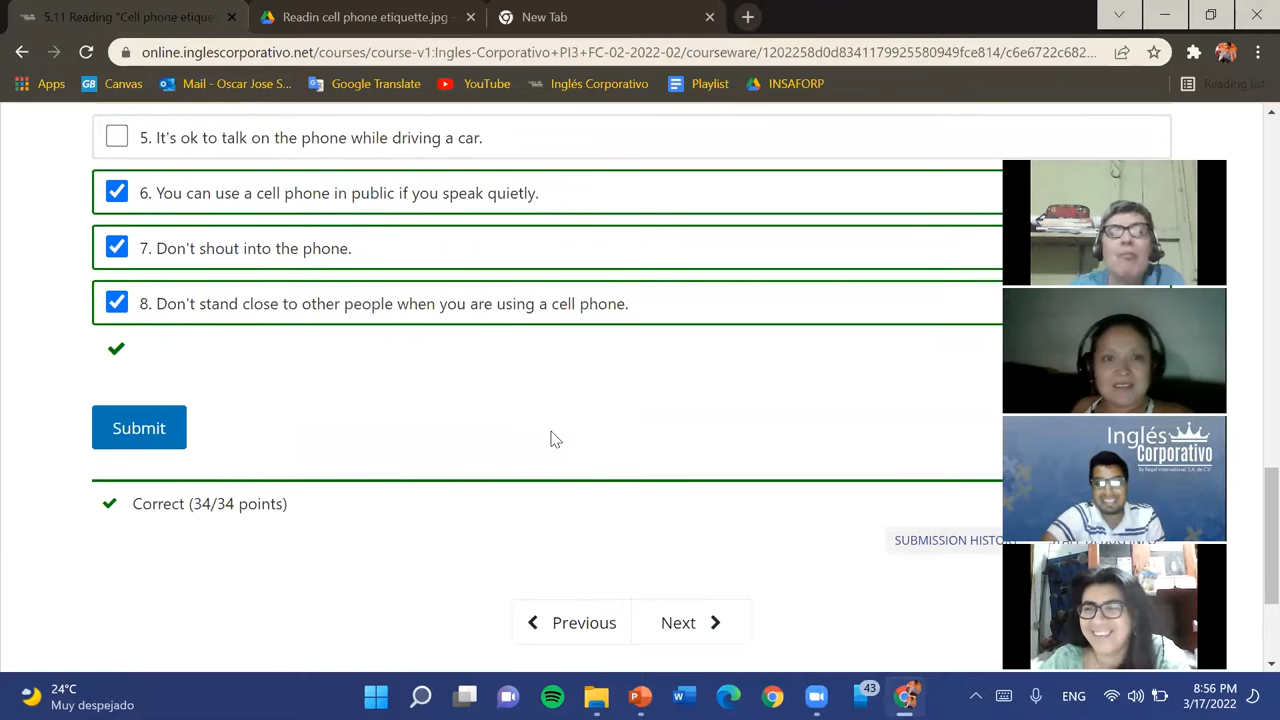 5.11 Reading "Cell phone etique
Readin cell phone etiquette.jpg
New Tab
online.inglescorporativo.net/courses/course-v1:Ingles-Corporativo+PI3+FC-02-2022-02/courseware/1202258d0d8341179925580949fce814/c6e6722c682...
Apps
Canvas
Mail - Oscar Jose S...
Google Translate
YouTube
Inglés Corporativo
Playlist
INSAFORP
Reading list
5. It's ok to talk on the phone while driving a car.
6. You can use a cell phone in public if you speak quietly.
7. Don't shout into the phone.
8. Don't stand close to other people when you are using a cell phone.
Submit
Correct (34/34 points)
SUBMISSION HISTO
Inglés
Corporativo
Previous
Next
24°C
Muy despejado
43
ENG
8:56 PM
3/17/2022